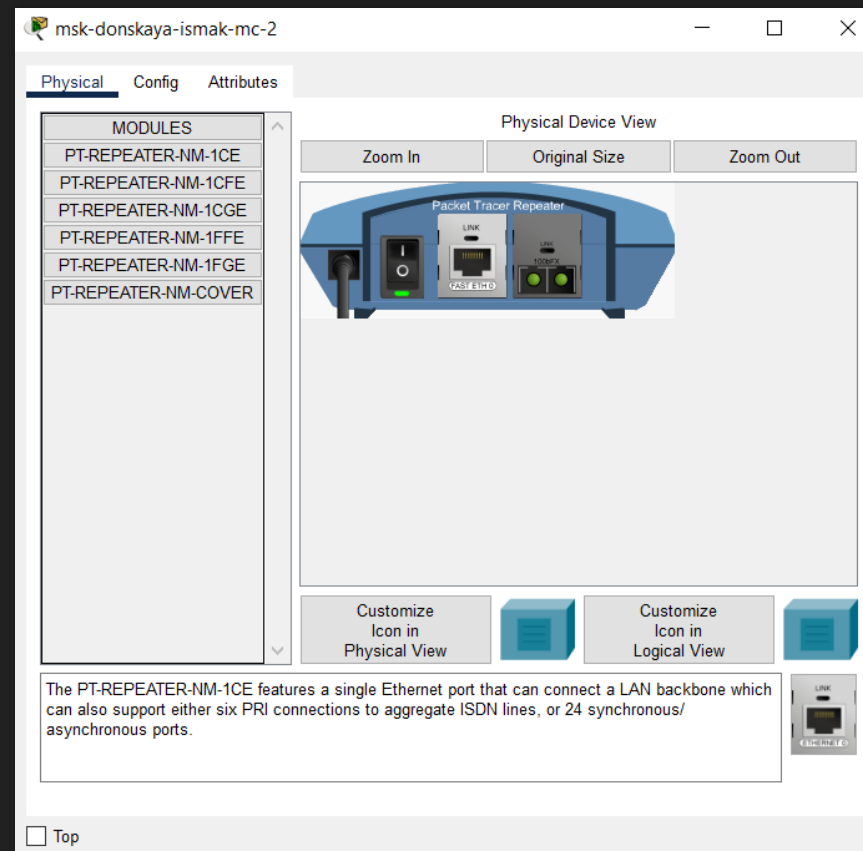 msk-donskaya-ismak-mc-2
Physical Config Attributes
MODULES
PT-REPEATER-NM-1CE
PT-REPEATER-NM-1CFE
PT-REPEATER-NM-1CGE
PT-REPEATER-NM-1FFE
PT-REPEATER-NM-1FGE
PT-REPEATER-NM-COVER
Physical Device View
Zoom In Original Size Zoom Out
Packet Tracer Repeater
LINK
LINK
100bFX
FAST ETH 0
Customize
Icon in
Physical View
Customize
Icon in
Logical View
The PT-REPEATER-NM-1CE features a single Ethernet port that can connect a LAN backbone which
can also support either six PRI connections to aggregate ISDN lines, or 24 synchronous/
asynchronous ports.
LINK
ETHERNET 0
Top